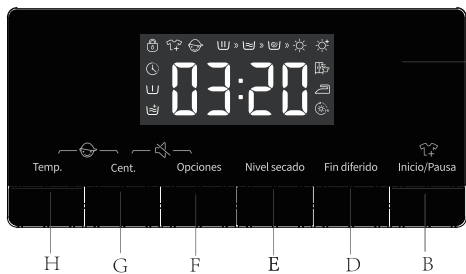 03:20
Temp. Cent. Opciones Nivel secado Fin diferido Inicio/Pausa
H G F E D B